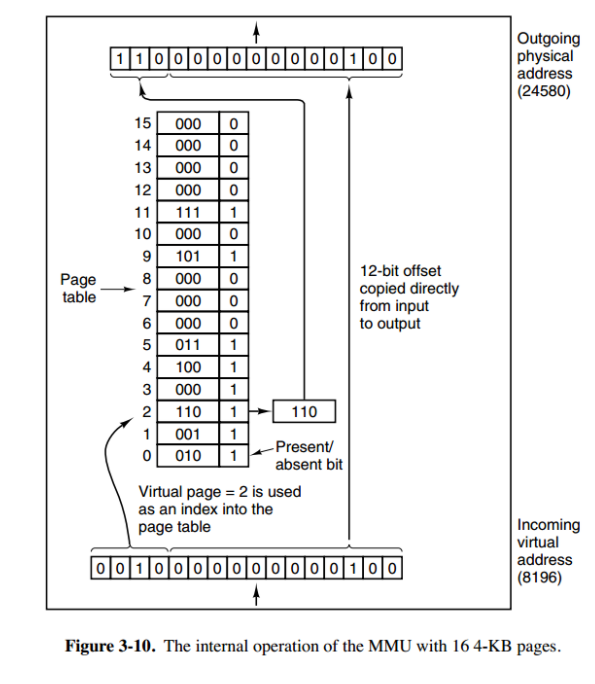 1 1 0 0 0 0 0 0 0 0 0 0 1 0 0
Outgoing
physical
address
(24580)
15 000 0
14 000 0
13 000 0
12 000 0
11 111 1
10 000 0
9 101 1
8 000 0
7 000 0
6 000 0
5 011 1
4 100 1
3 000 1
2 110 1
1 001 1
0 010 1
Page
table
110
12-bit offset
copied directly
from input
to output
Present/
absent bit
Virtual page = 2 is used
as an index into the
page table
0 0 1 0 0 0 0 0 0 0 0 0 0 1 0 0
Incoming
virtual
address
(8196)
Figure 3-10. The internal operation of the MMU with 16 4-KB pages.